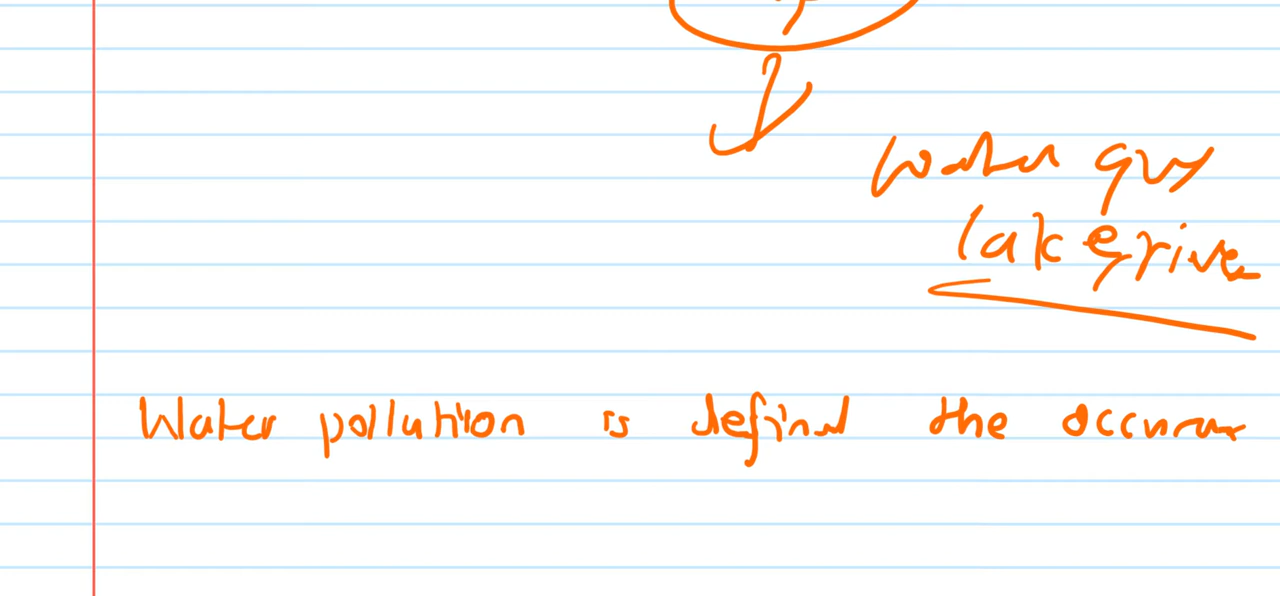 water
lake, river
Water pollution is defined the